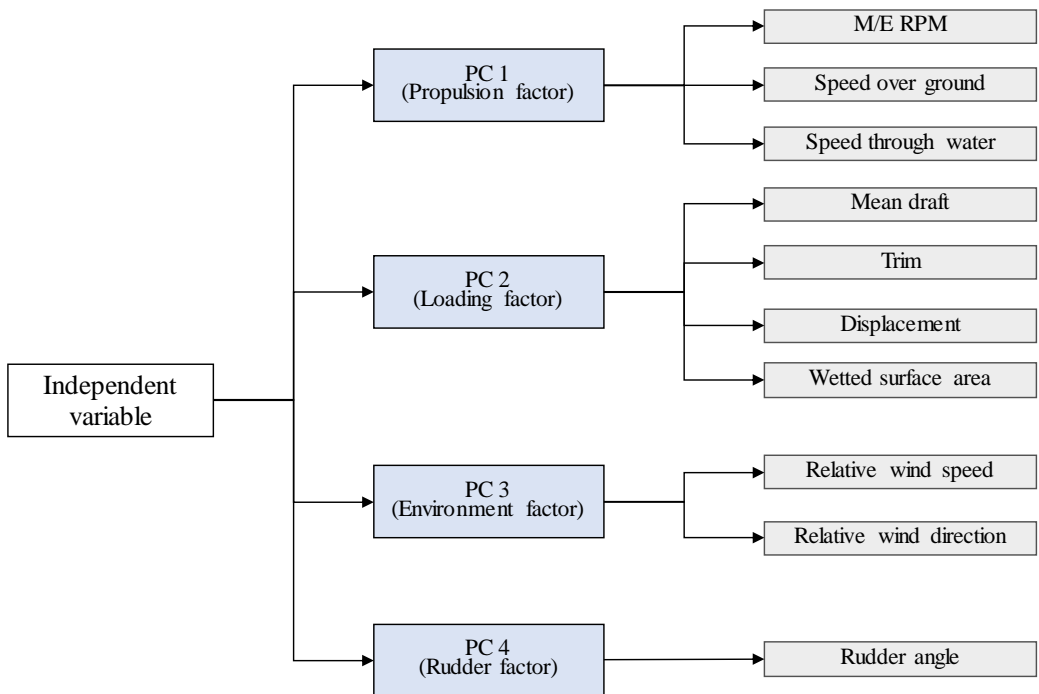 M/E RPM
PC 1
(Propulsion factor)
Speed over ground
Speed through water
Mean draft
Trim
PC 2
(Loading factor)
Displacement
Wetted surface area
Independent
variable
Relative wind speed
PC 3
(Environment factor)
Relative wind direction
PC 4
(Rudder factor)
Rudder angle